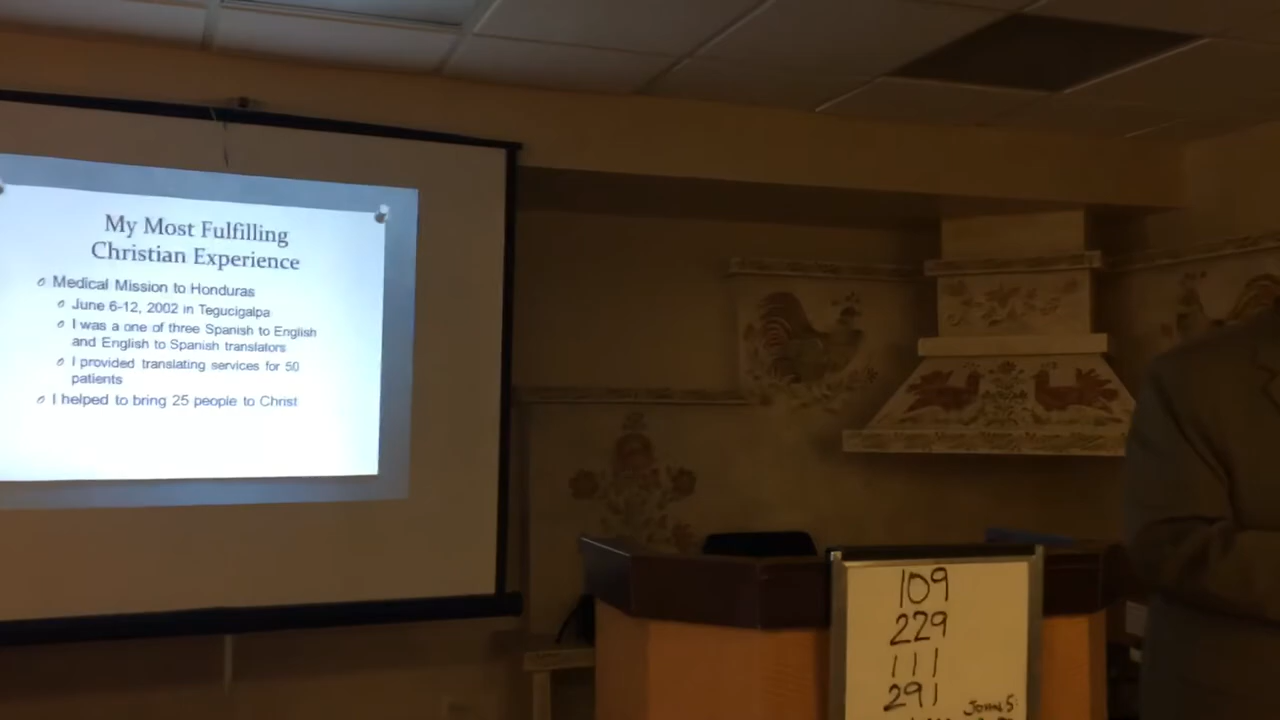 My Most Fulfilling
Christian Experience
Medical Mission to Honduras
June 6-12, 2002 in Tegucigalpa
I was a one of three Spanish to English
and English to Spanish translators
I provided translating services for 50
patients
I helped to bring 25 people to Christ
109
229
111
291
John 5: